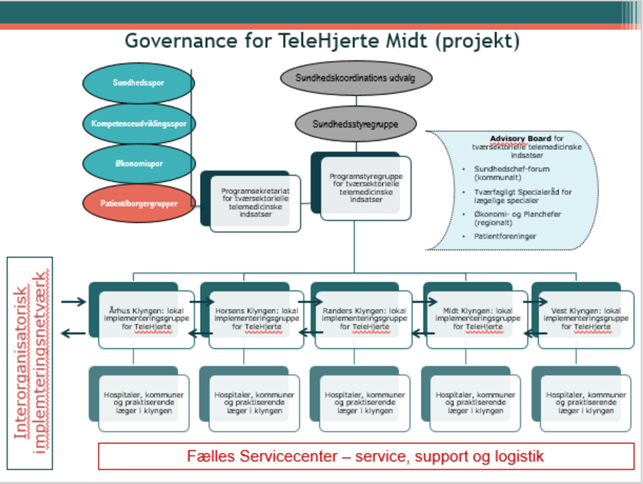 Governance for TeleHjerte Midt (projekt)
Sundhedsspor
Kompetenceudviklingsspor
Økonomispor
Patient/borgergrupper
Sundhedskoordinations udvalg
Sundhedsstyregruppe
Programsekretariat
for tværsektorielle
telemedicinske
indsatser
Programstyregruppe
for tværsektorielle
telemedicinske
indsatser
Advisory Board for
tværsektorielle telemedicinske
indsatser
• Sundhedschef-forum
(kommunalt)
• Tværfagligt Specialeråd for
lægelige specialer
• Økonomi- og Planchefer
(regionalt)
• Patientforeninger
Interorganisatorisk
implemteringsnetværk
Århus Klyngen: lokal
implementeringsgruppe
for TeleHjerte
Horsens Klyngen: lokal
implementeringsgruppe
for TeleHjerte
Randers Klyngen: lokal
implementeringsgruppe
for TeleHjerte
Midt Klyngen: lokal
implementeringsgruppe
for TeleHjerte
Vest Klyngen: lokal
implementeringsgruppe
for TeleHjerte
Hospitaler, kommuner
og praktiserende
læger i klyngen
Hospitaler, kommuner
og praktiserende
læger i klyngen
Hospitaler, kommuner
og praktiserende
læger i klyngen
Hospitaler, kommuner
og praktiserende
læger i klyngen
Hospitaler, kommuner
og praktiserende
læger i klyngen
Fælles Servicecenter – service, support og logistik